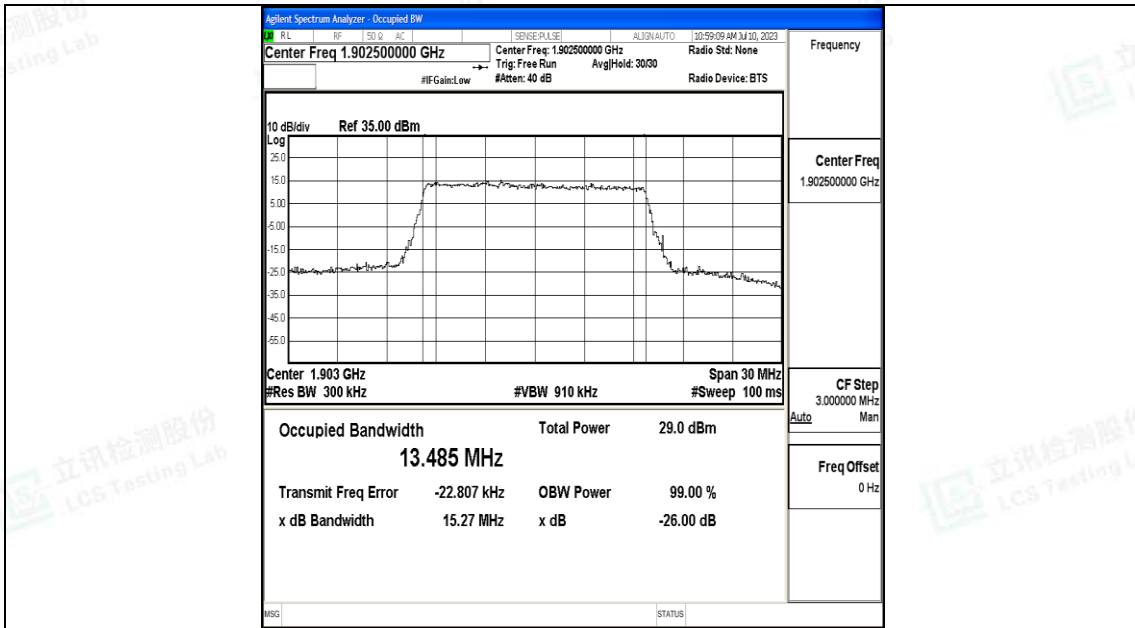 Agilent Spectrum Analyzer - Occupied BW
RL RF 50 Ω AC SENSE:PULSE ALIGN AUTO 10:59:09 AM Jul 10, 2023
Center Freq 1.902500000 GHz
Center Freq: 1.902500000 GHz
Radio Std: None
Trig: Free Run Avg|Hold: 30/30
#IFGain:Low
#Atten: 40 dB
Radio Device: BTS
Frequency
10 dB/div Ref 35.00 dBm
Log
25.0
15.0
5.00
-5.00
-15.0
-25.0
-35.0
-45.0
-55.0
Center Freq
1.902500000 GHz
Center 1.903 GHz
Span 30 MHz
#Res BW 300 kHz
#VBW 910 kHz
#Sweep 100 ms
CF Step
3.000000 MHz
Auto Man
Freq Offset
0 Hz
Occupied Bandwidth
Total Power 29.0 dBm
13.485 MHz
Transmit Freq Error -22.807 kHz OBW Power 99.00 %
x dB Bandwidth 15.27 MHz x dB -26.00 dB
MSG
STATUS
立讯检测股份
LCS Testing Lab
立讯检测股份